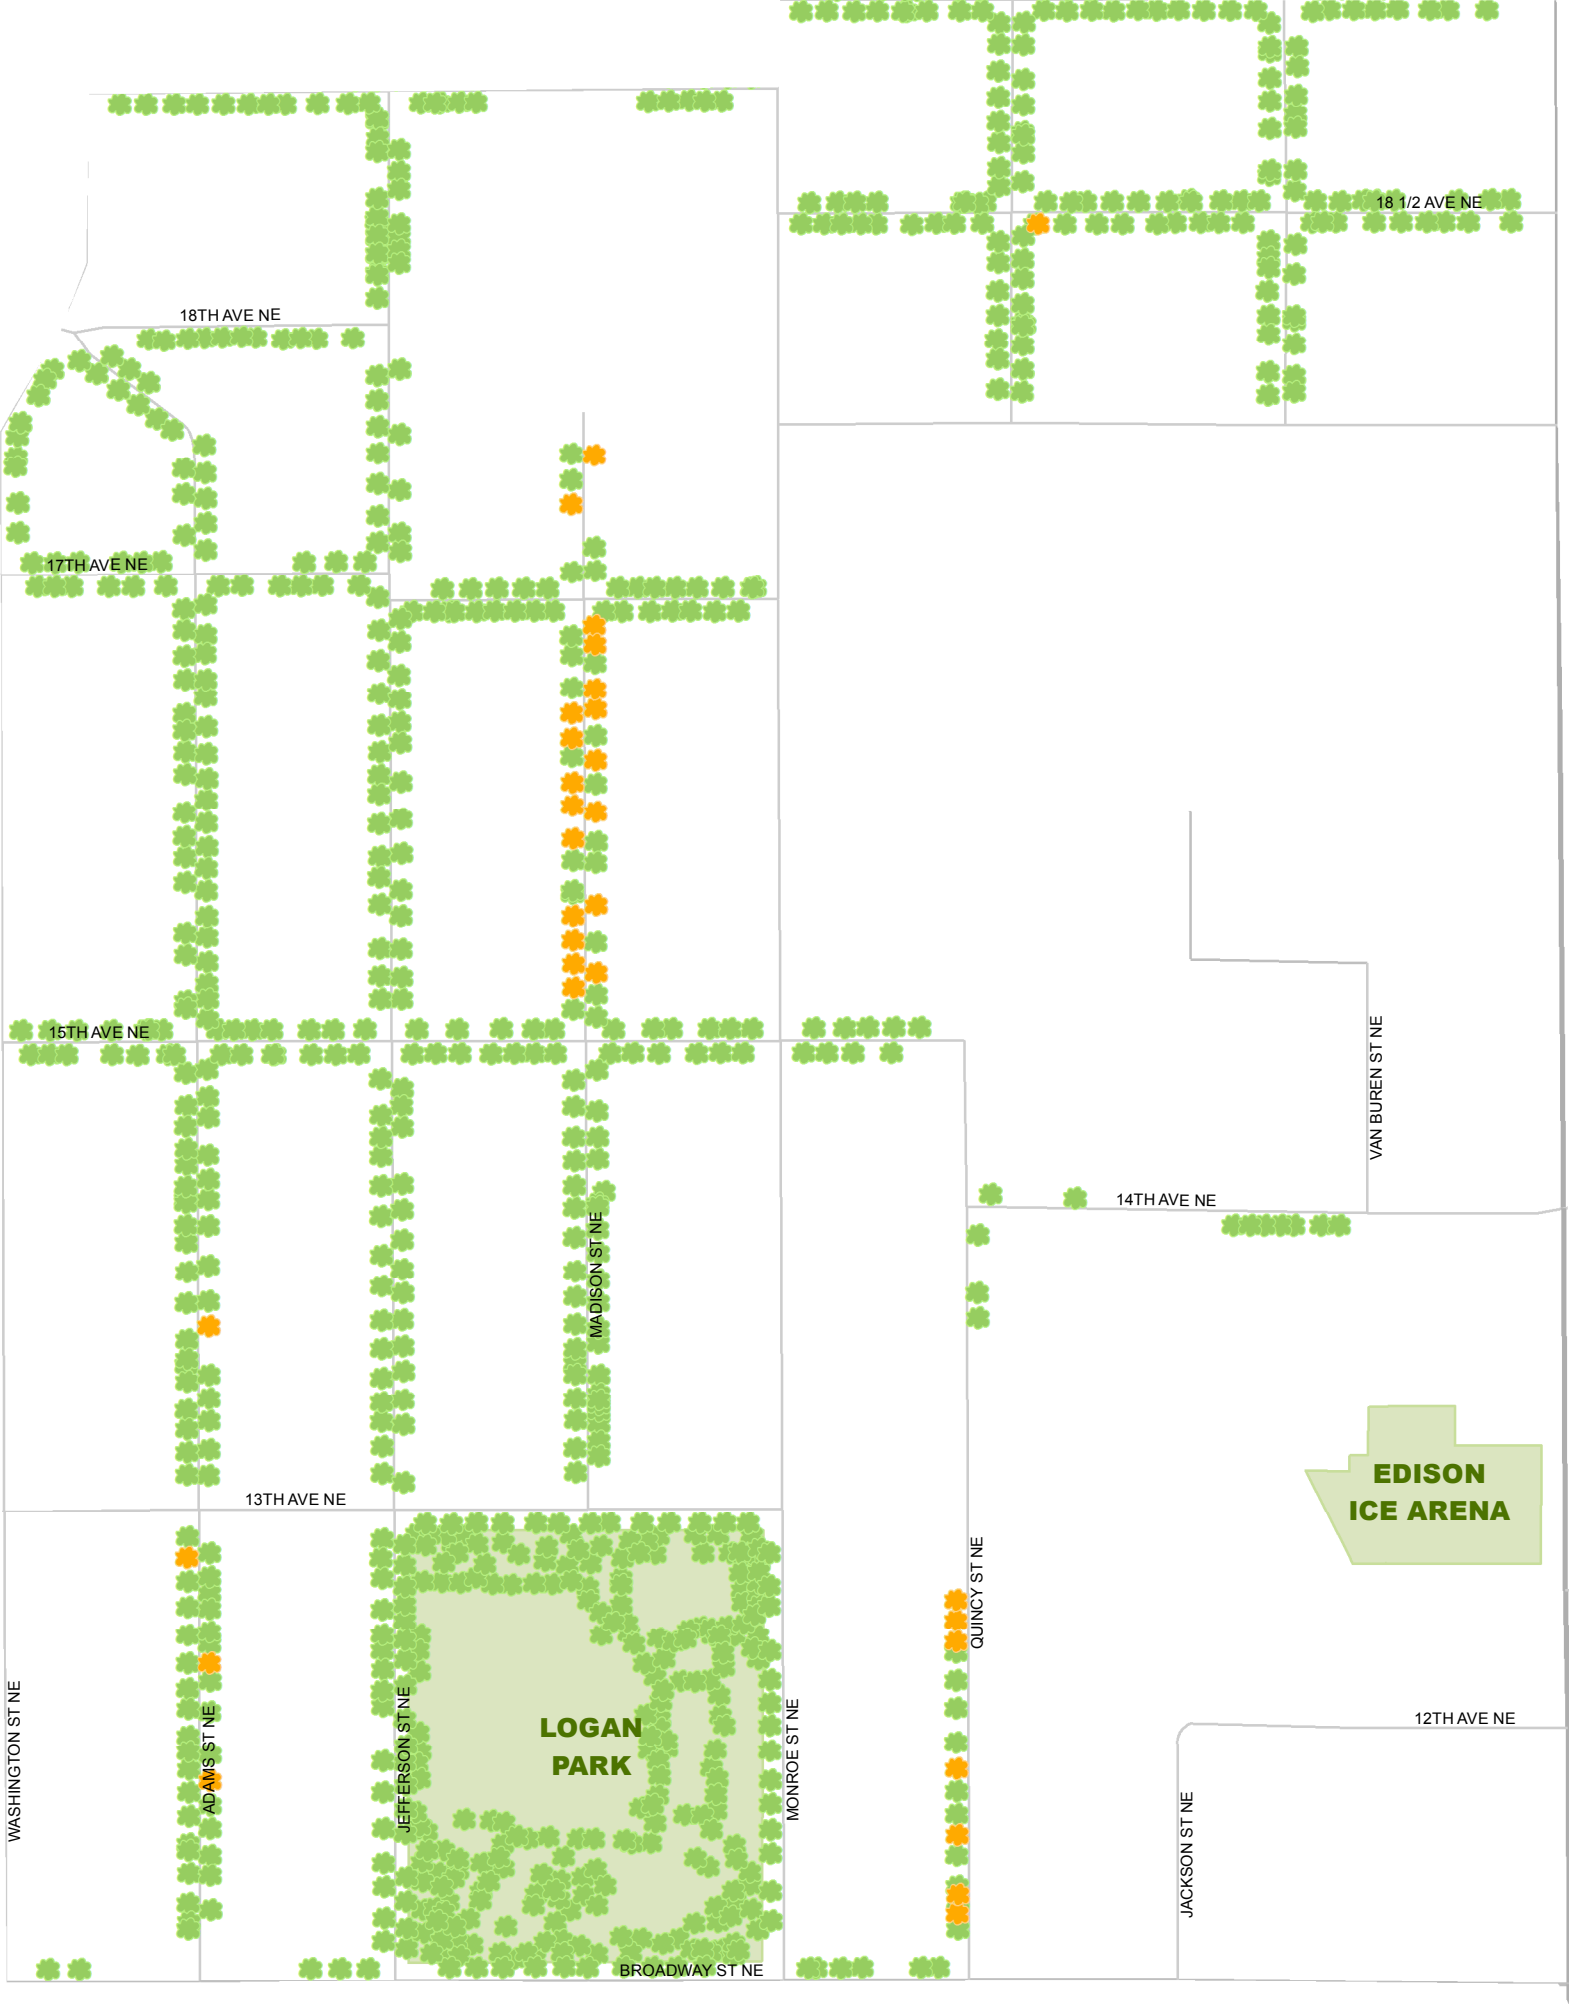 18 1/2 AVE NE
18TH AVE NE
17TH AVE NE
15TH AVE NE
VAN BUREN ST NE
14TH AVE NE
MADISON ST NE
EDISON
ICE ARENA
13TH AVE NE
QUINCY ST NE
WASHINGTON ST NE
ADAMS ST NE
JEFFERSON ST NE
LOGAN
PARK
MONROE ST NE
12TH AVE NE
JACKSON ST NE
BROADWAY ST NE